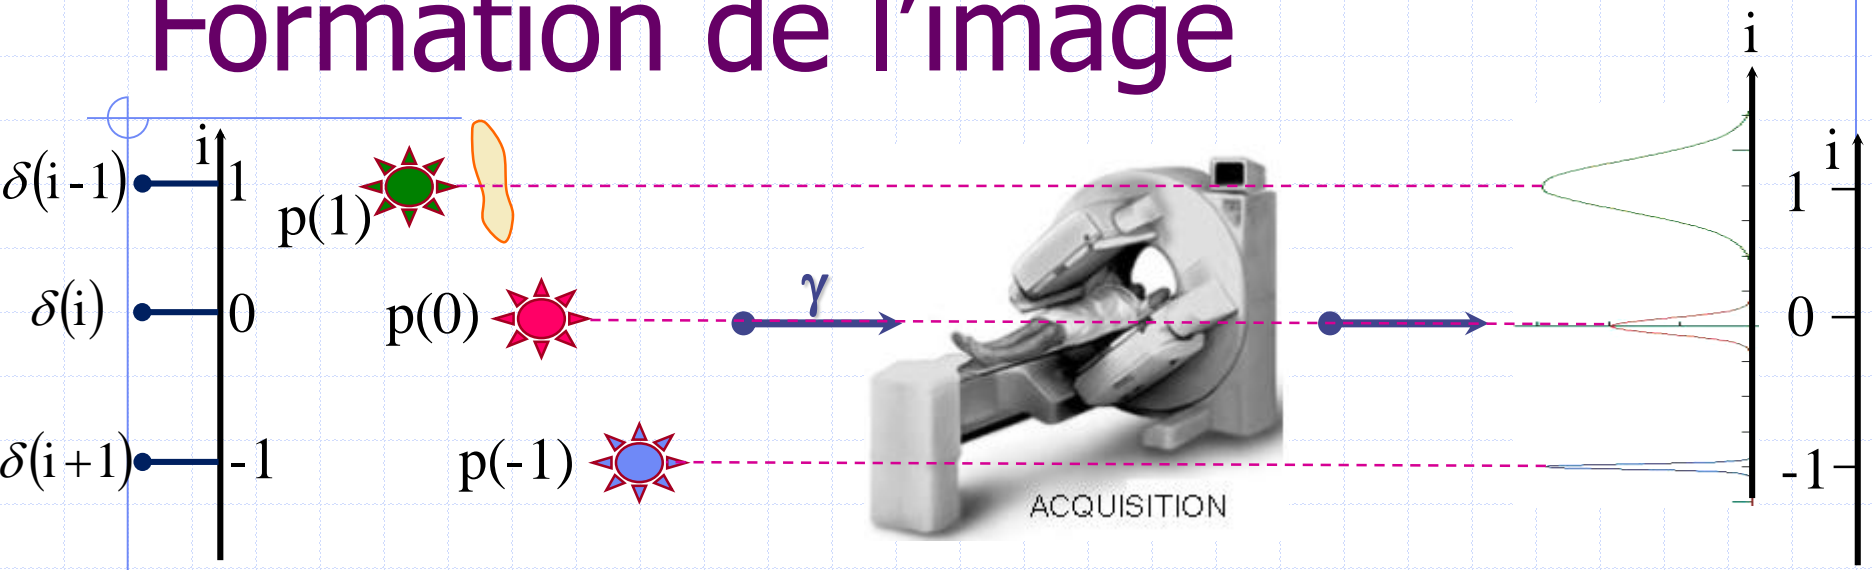 Formation de l'image
i
δ(i-1)
i
1
p(1)
i
1
δ(i)
0
p(0)
γ
0
δ(i+1)
-1
p(-1)
-1
ACQUISITION